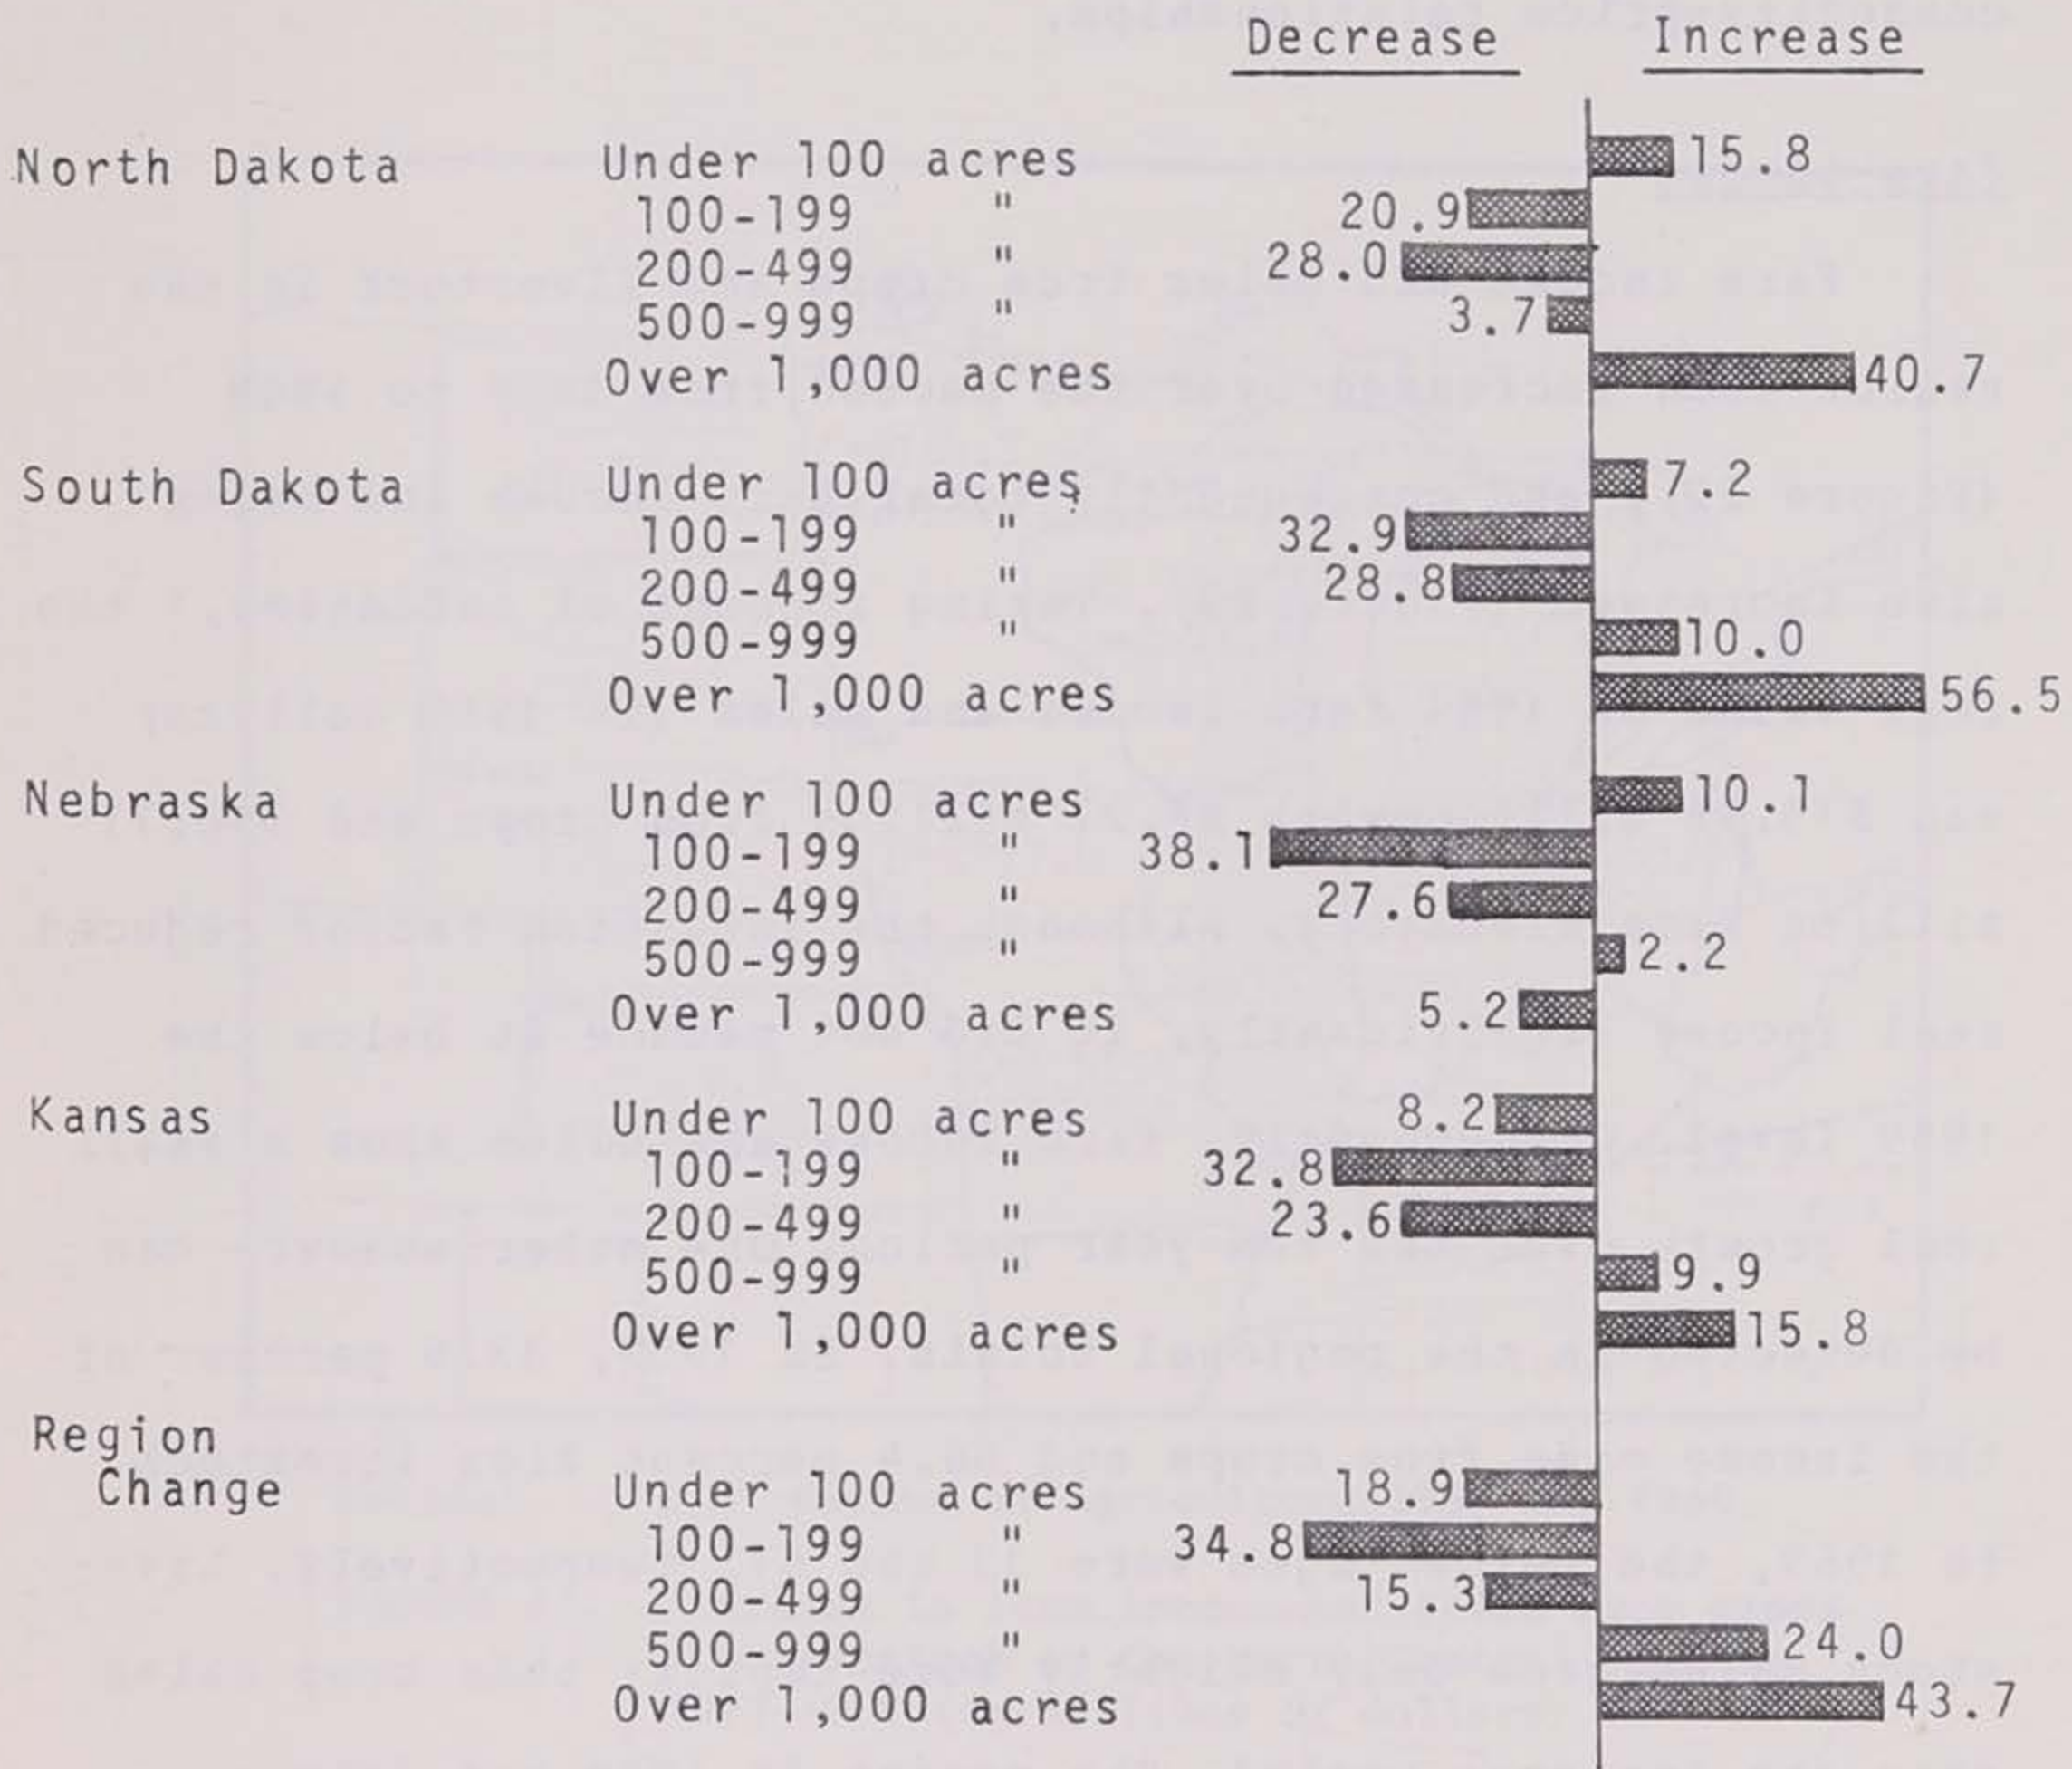 Decrease Increase
North Dakota Under 100 acres 15.8
100-199 " 20.9
200-499 " 28.0
500-999 " 3.7
Over 1,000 acres 40.7
South Dakota Under 100 acres 7.2
100-199 " 32.9
200-499 " 28.8
500-999 " 10.0
Over 1,000 acres 56.5
Nebraska Under 100 acres 10.1
100-199 " 38.1
200-499 " 27.6
500-999 " 2.2
Over 1,000 acres 5.2
Kansas Under 100 acres 8.2
100-199 " 32.8
200-499 " 23.6
500-999 " 9.9
Over 1,000 acres 15.8
Region
Change Under 100 acres 18.9
100-199 " 34.8
200-499 " 15.3
500-999 " 24.0
Over 1,000 acres 43.7